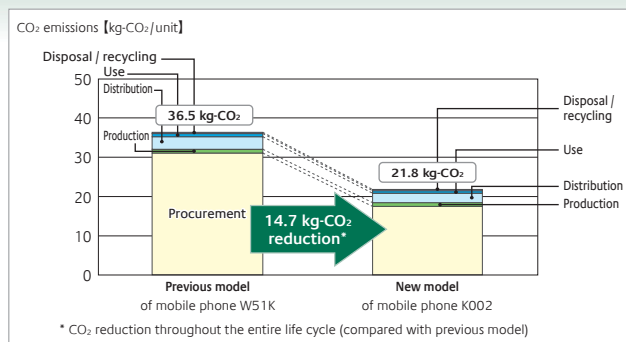 CO₂ emissions【kg-CO₂/unit】
Disposal / recycling
Use
Distribution
Production
50
40
30
20
10
0
36.5 kg-CO₂
Procurement
14.7 kg-CO₂
reduction*
21.8 kg-CO₂
Disposal /
recycling
Use
Distribution
Production
Previous model
of mobile phone W51K
New model
of mobile phone K002
* CO₂ reduction throughout the entire life cycle (compared with previous model)